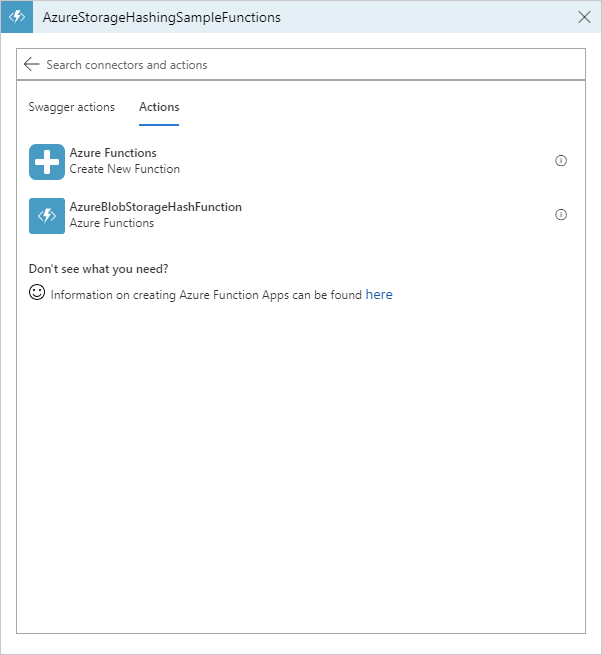 AzureStorageHashingSampleFunctions
Search connectors and actions
Swagger actions Actions
Azure Functions
Create New Function
AzureBlobStorageHashFunction
Azure Functions
Don't see what you need?
Information on creating Azure Function Apps can be found here